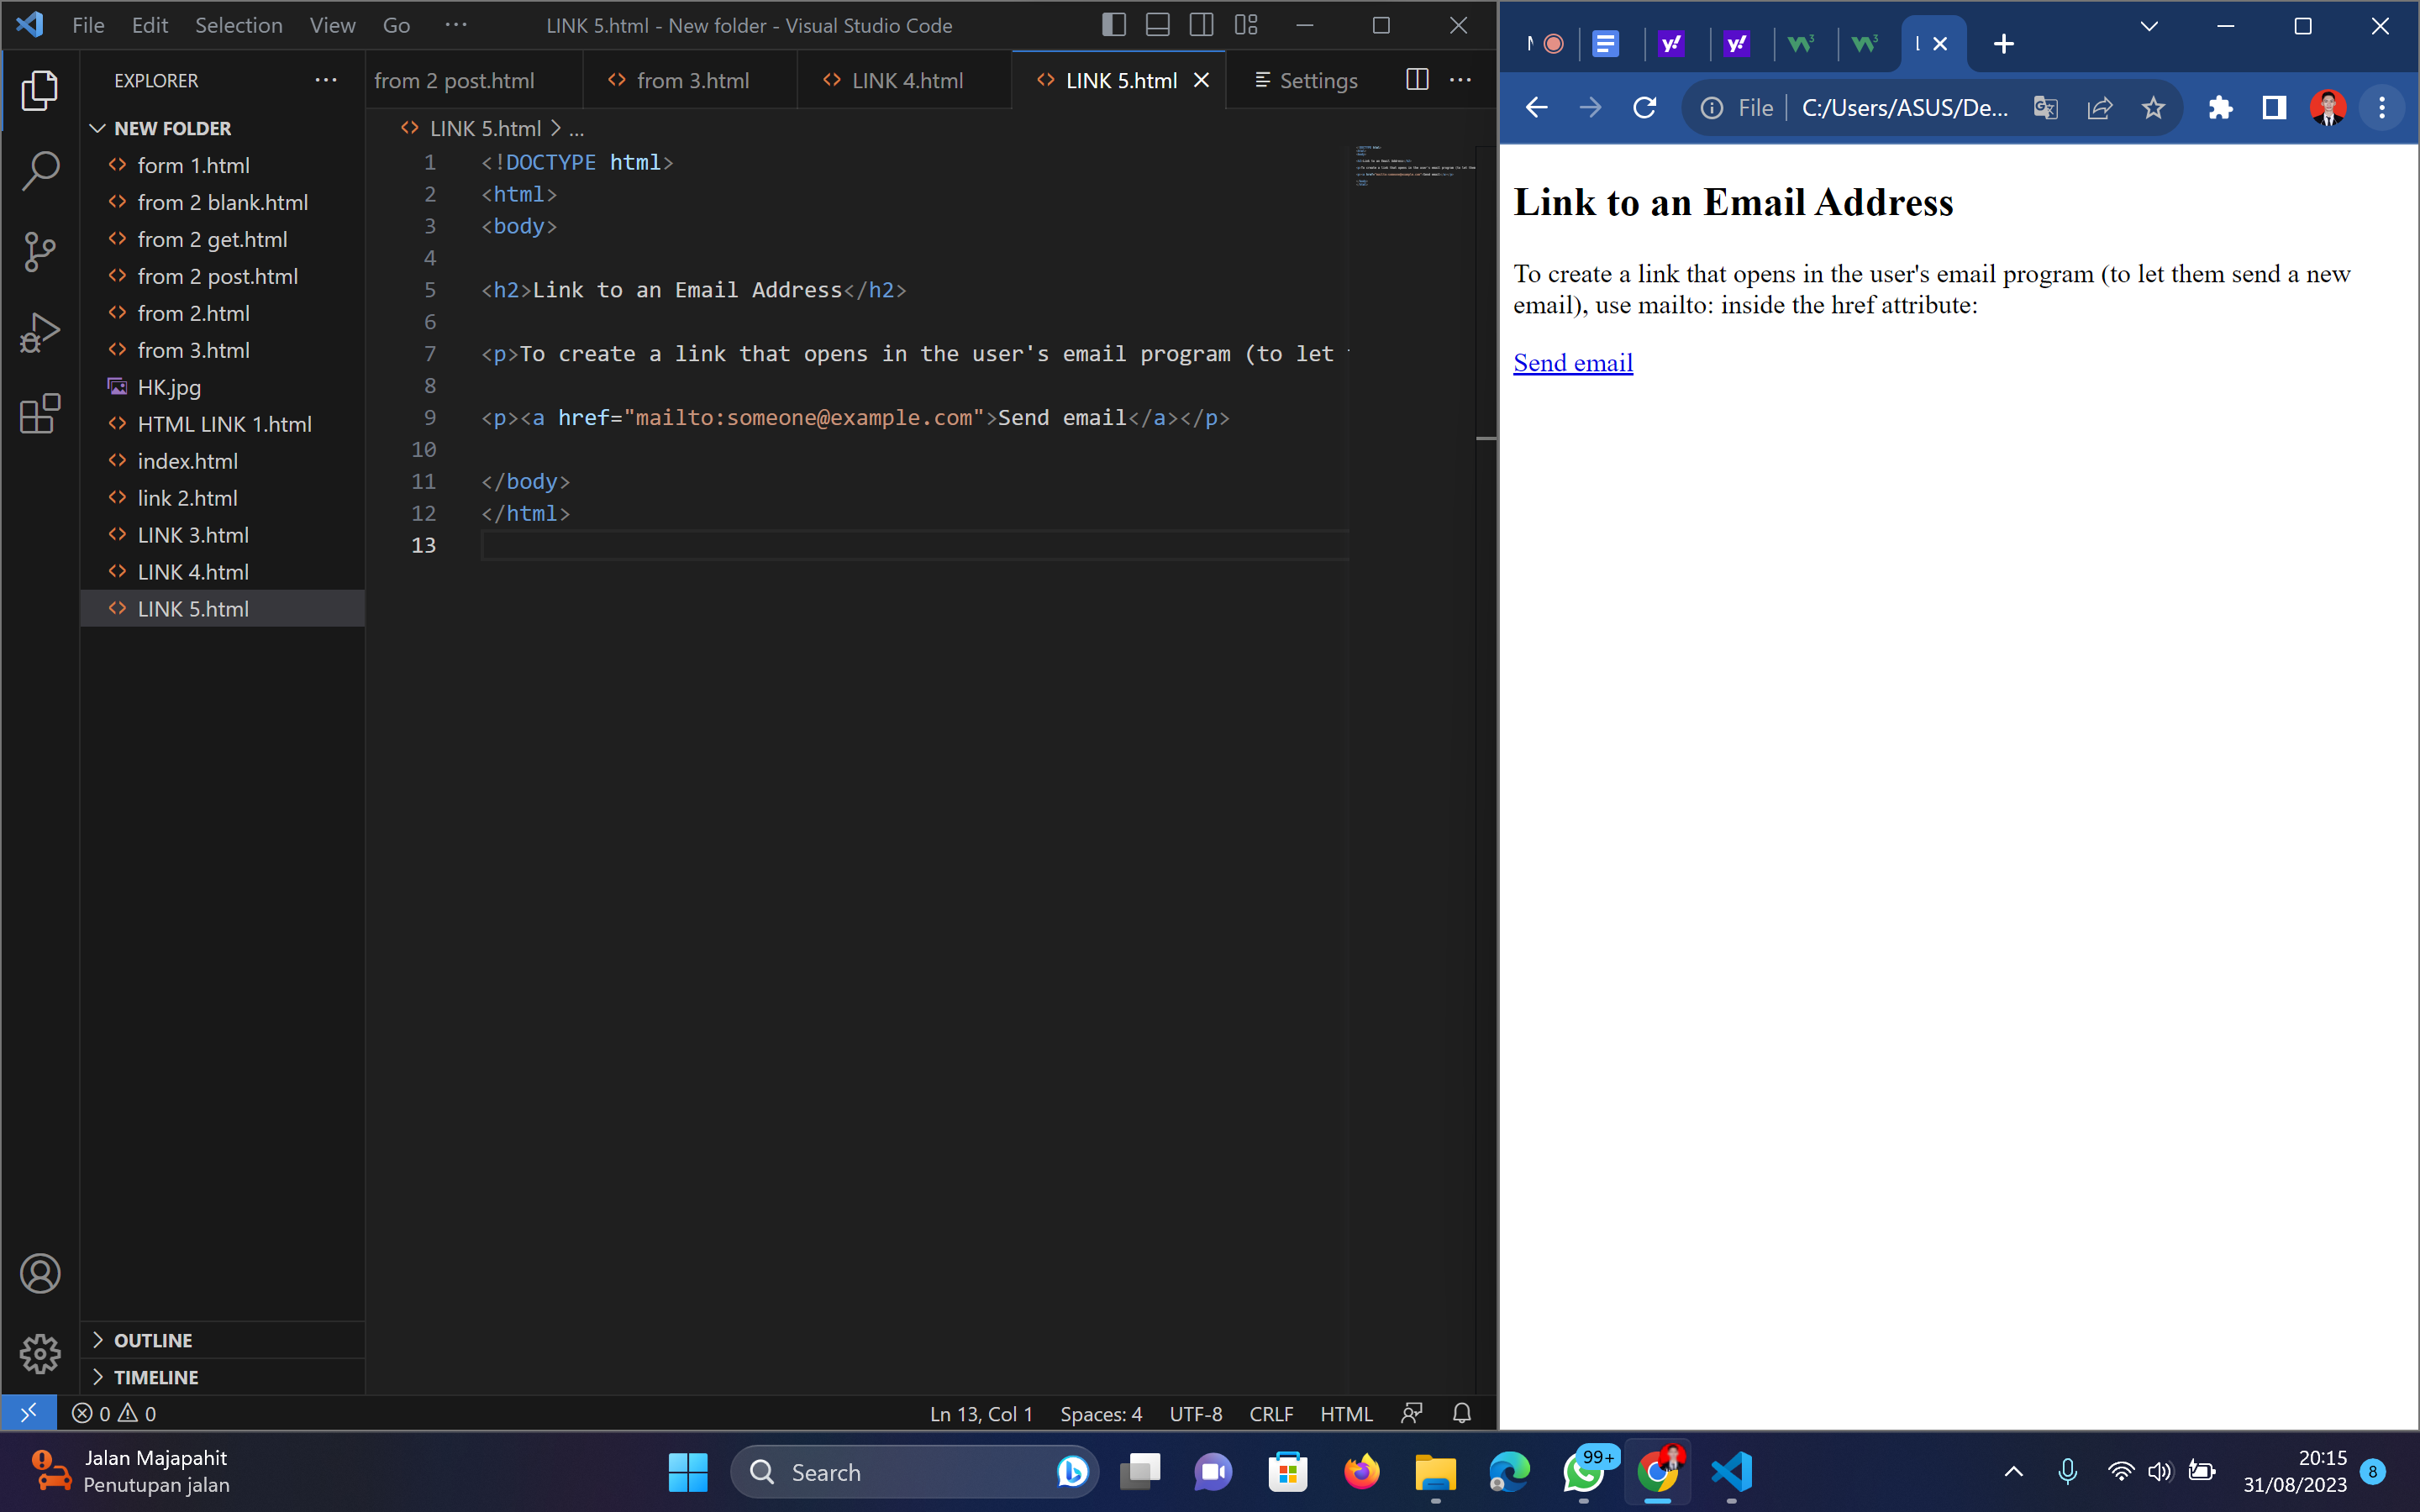 File Edit Selection View Go ··· LINK 5.html - New folder - Visual Studio Code
EXPLORER
NEW FOLDER
form 1.html
from 2 blank.html
from 2 get.html
from 2 post.html
from 2.html
from 3.html
HK.jpg
HTML LINK 1.html
index.html
link 2.html
LINK 3.html
LINK 4.html
LINK 5.html
OUTLINE
TIMELINE
from 2 post.html from 3.html LINK 4.html LINK 5.html Settings
LINK 5.html > ...
1 <!DOCTYPE html>
2 <html>
3 <body>
4
5 <h2>Link to an Email Address</h2>
6
7 <p>To create a link that opens in the user's email program (to let
8
9 <p><a href="mailto:someone@example.com">Send email</a></p>
10
11 </body>
12 </html>
13
0 0 Ln 13, Col 1 Spaces: 4 UTF-8 CRLF HTML
File C:/Users/ASUS/De...
Link to an Email Address
To create a link that opens in the user's email program (to let them send a new
email), use mailto: inside the href attribute:
Send email
Jalan Majapahit
Penutupan jalan
Search
99+
20:15
31/08/2023
8